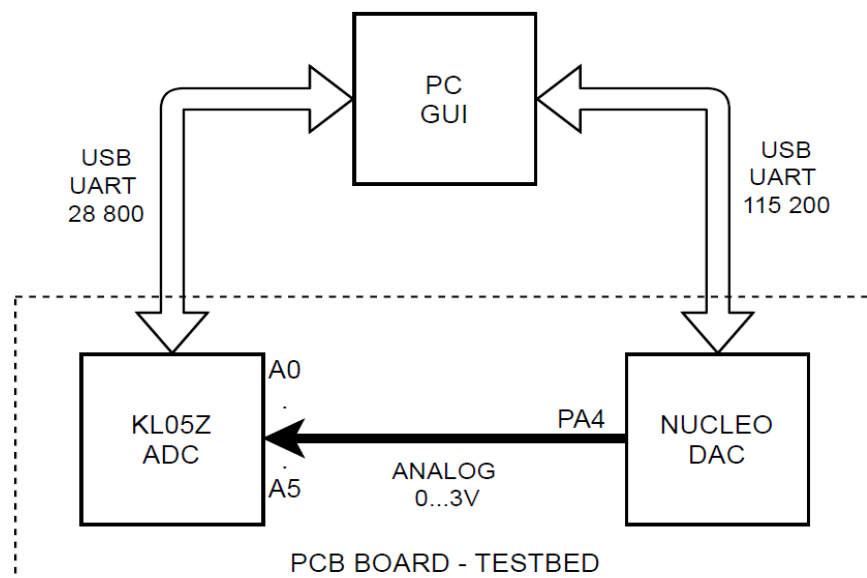 PC
GUI
USB
UART
28 800
USB
UART
115 200
A0
.
.
A5
KL05Z
ADC
PA4
ANALOG
0...3V
NUCLEO
DAC
PCB BOARD - TESTBED